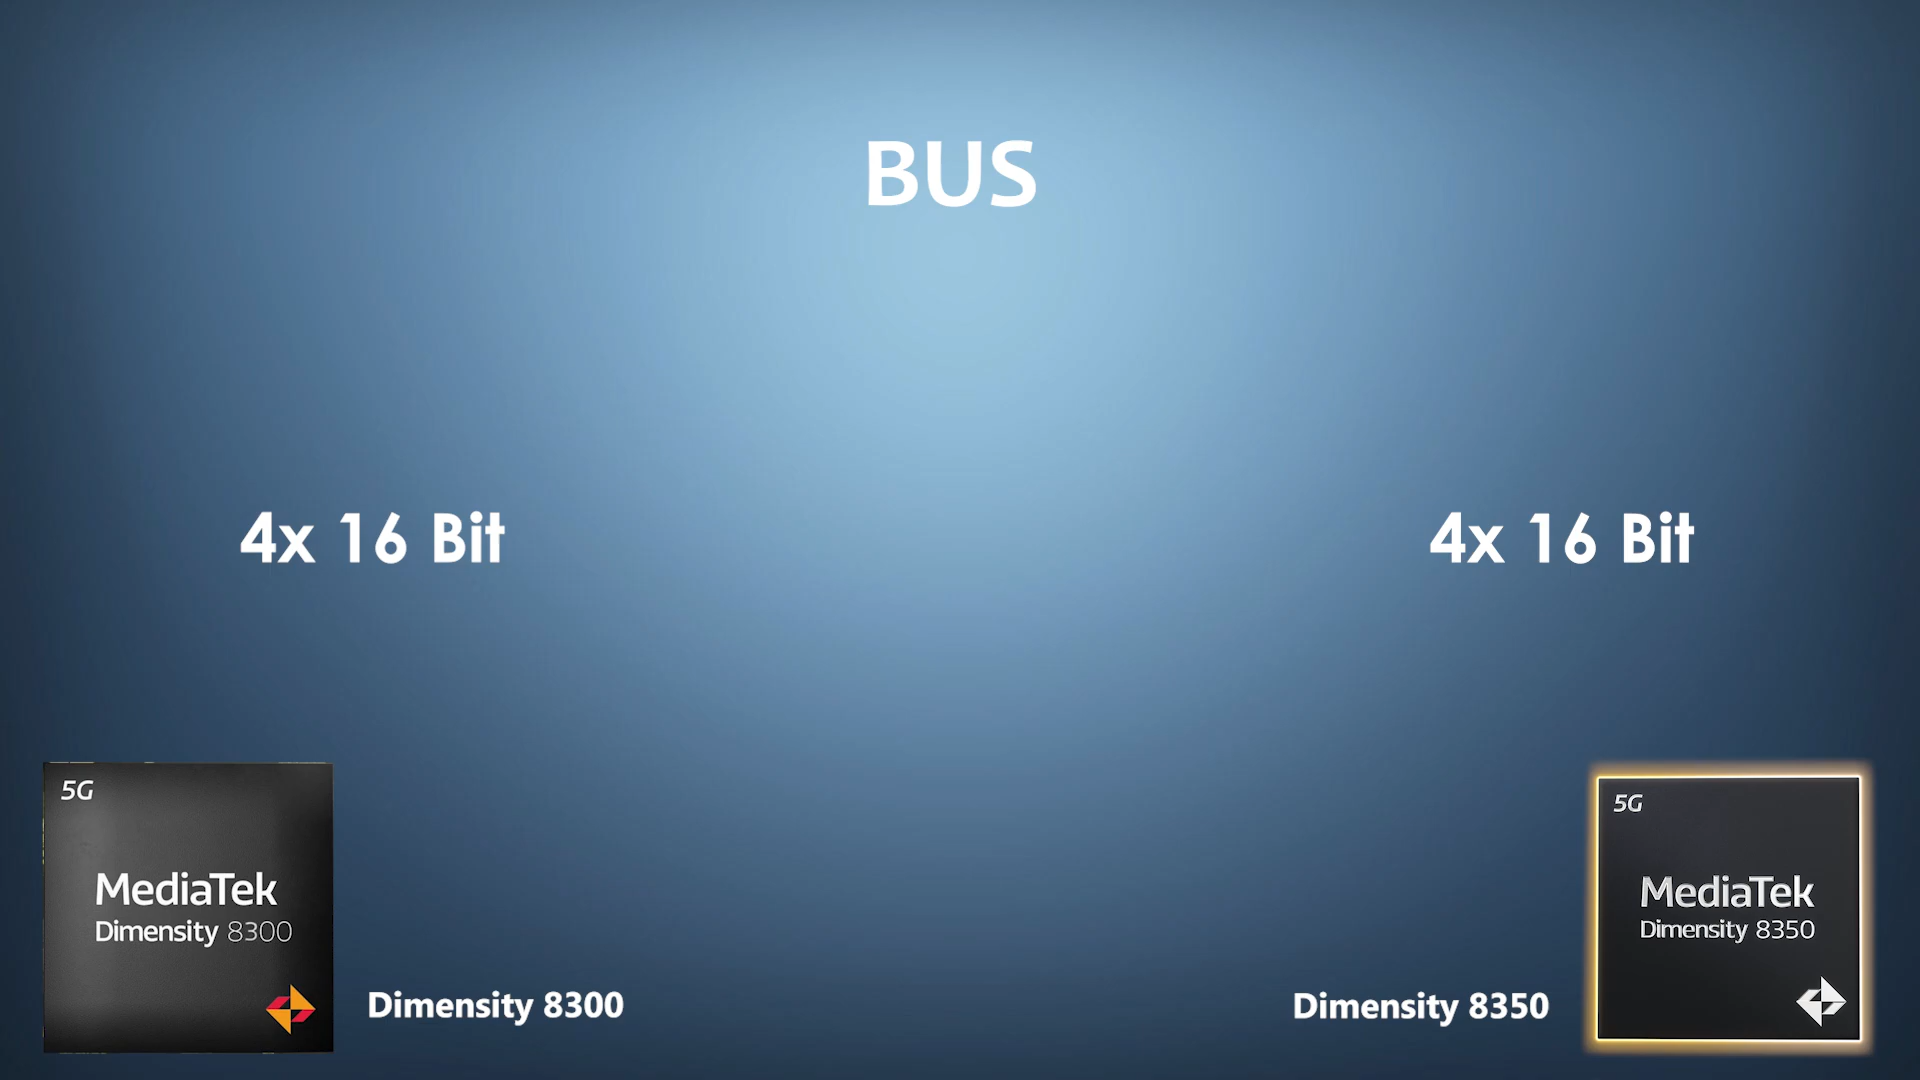 BUS
4x 16 Bit
4x 16 Bit
5G
MediaTek
Dimensity 8300
Dimensity 8300
5G
MediaTek
Dimensity 8350
Dimensity 8350